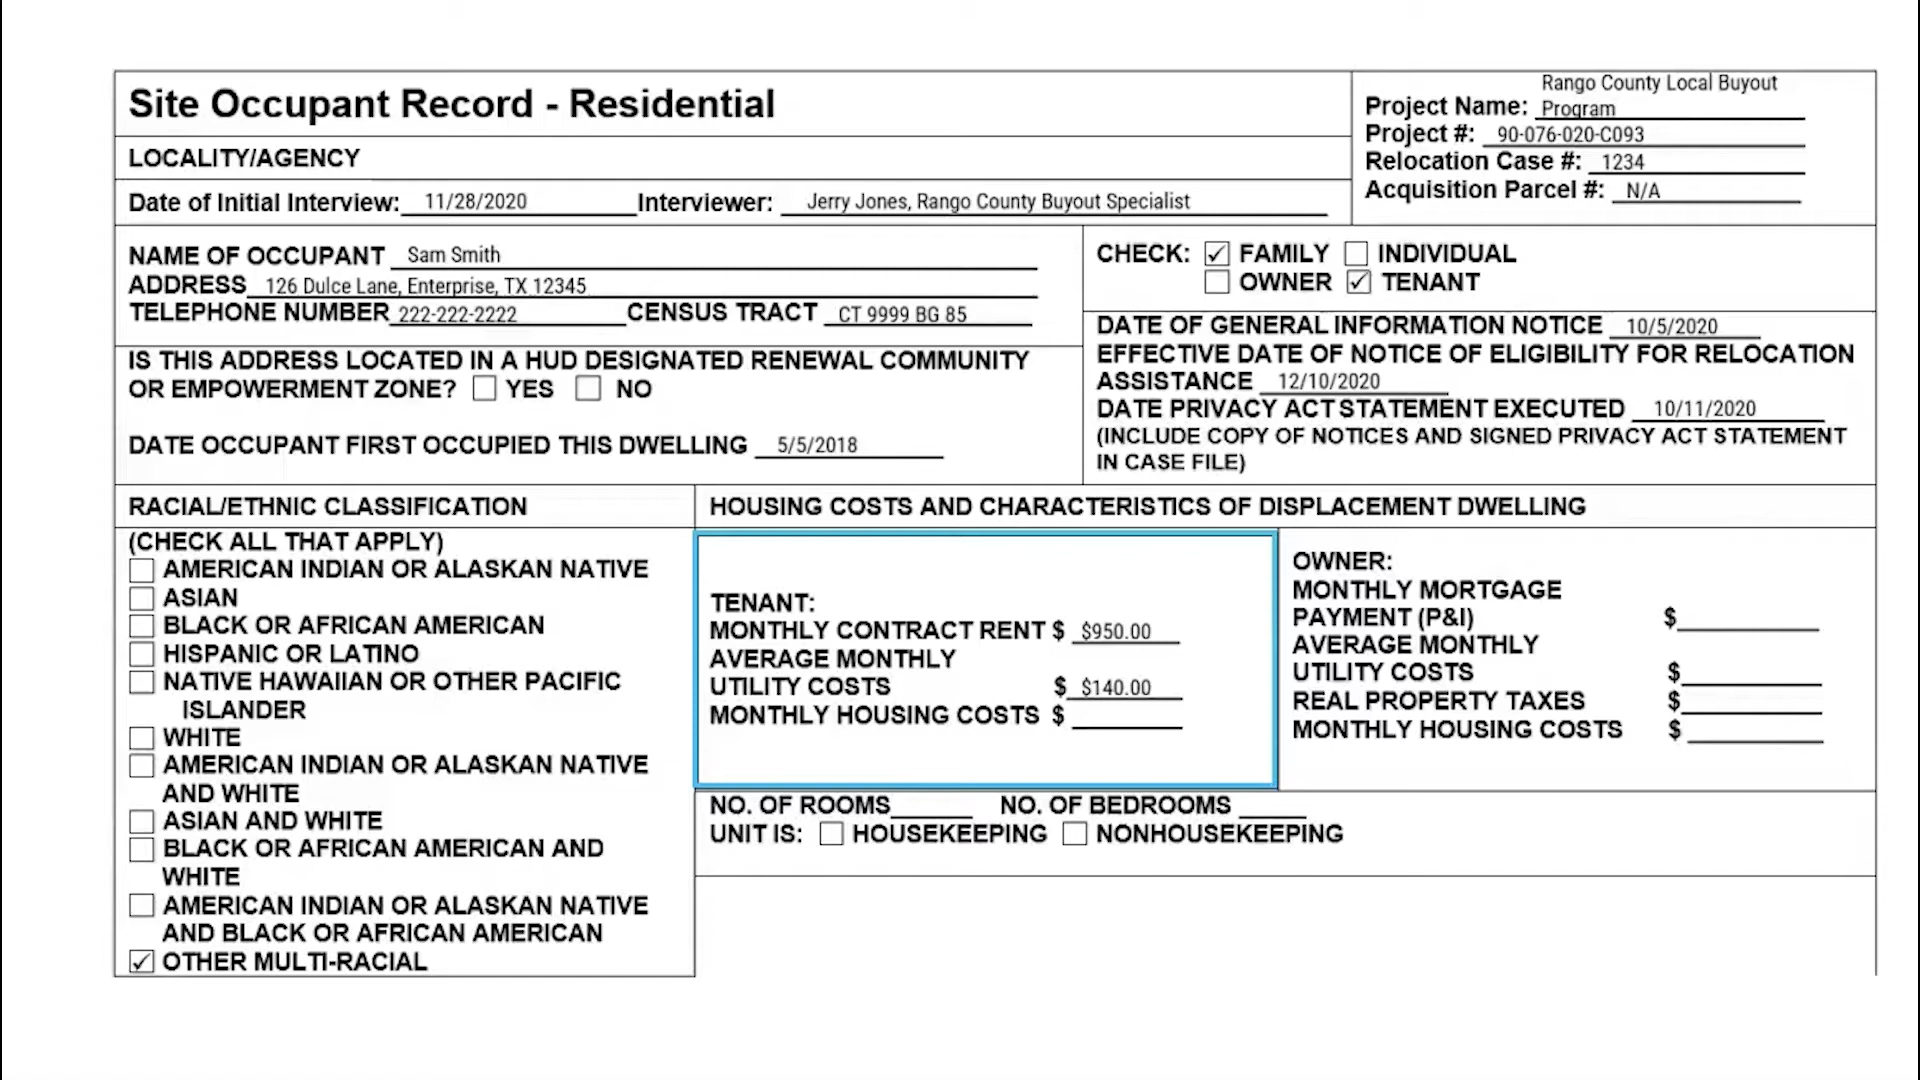 Site Occupant Record - Residential
Rango County Local Buyout
Project Name: Program
Project #: 90-076-020-C093
Relocation Case #: 1234
Acquisition Parcel #: N/A
LOCALITY/AGENCY
Date of Initial Interview: 11/28/2020 Interviewer: Jerry Jones, Rango County Buyout Specialist
NAME OF OCCUPANT Sam Smith
ADDRESS 126 Dulce Lane, Enterprise, TX 12345
TELEPHONE NUMBER 222-222-2222 CENSUS TRACT CT 9999 BG 85
CHECK: ☑ FAMILY ☐ INDIVIDUAL
☐ OWNER ☑ TENANT
IS THIS ADDRESS LOCATED IN A HUD DESIGNATED RENEWAL COMMUNITY
OR EMPOWERMENT ZONE? ☐ YES ☐ NO
DATE OCCUPANT FIRST OCCUPIED THIS DWELLING 5/5/2018
DATE OF GENERAL INFORMATION NOTICE 10/5/2020
EFFECTIVE DATE OF NOTICE OF ELIGIBILITY FOR RELOCATION
ASSISTANCE 12/10/2020
DATE PRIVACY ACT STATEMENT EXECUTED 10/11/2020
(INCLUDE COPY OF NOTICES AND SIGNED PRIVACY ACT STATEMENT
IN CASE FILE)
RACIAL/ETHNIC CLASSIFICATION
(CHECK ALL THAT APPLY)
☐ AMERICAN INDIAN OR ALASKAN NATIVE
☐ ASIAN
☐ BLACK OR AFRICAN AMERICAN
☐ HISPANIC OR LATINO
☐ NATIVE HAWAIIAN OR OTHER PACIFIC
ISLANDER
☐ WHITE
☐ AMERICAN INDIAN OR ALASKAN NATIVE
AND WHITE
☐ ASIAN AND WHITE
☐ BLACK OR AFRICAN AMERICAN AND
WHITE
☐ AMERICAN INDIAN OR ALASKAN NATIVE
AND BLACK OR AFRICAN AMERICAN
☑ OTHER MULTI-RACIAL
HOUSING COSTS AND CHARACTERISTICS OF DISPLACEMENT DWELLING
TENANT:
MONTHLY CONTRACT RENT $ $950.00
AVERAGE MONTHLY
UTILITY COSTS $ $140.00
MONTHLY HOUSING COSTS $
OWNER:
MONTHLY MORTGAGE
PAYMENT (P&I) $
AVERAGE MONTHLY
UTILITY COSTS $
REAL PROPERTY TAXES $
MONTHLY HOUSING COSTS $
NO. OF ROOMS NO. OF BEDROOMS
UNIT IS: ☐ HOUSEKEEPING ☐ NONHOUSEKEEPING